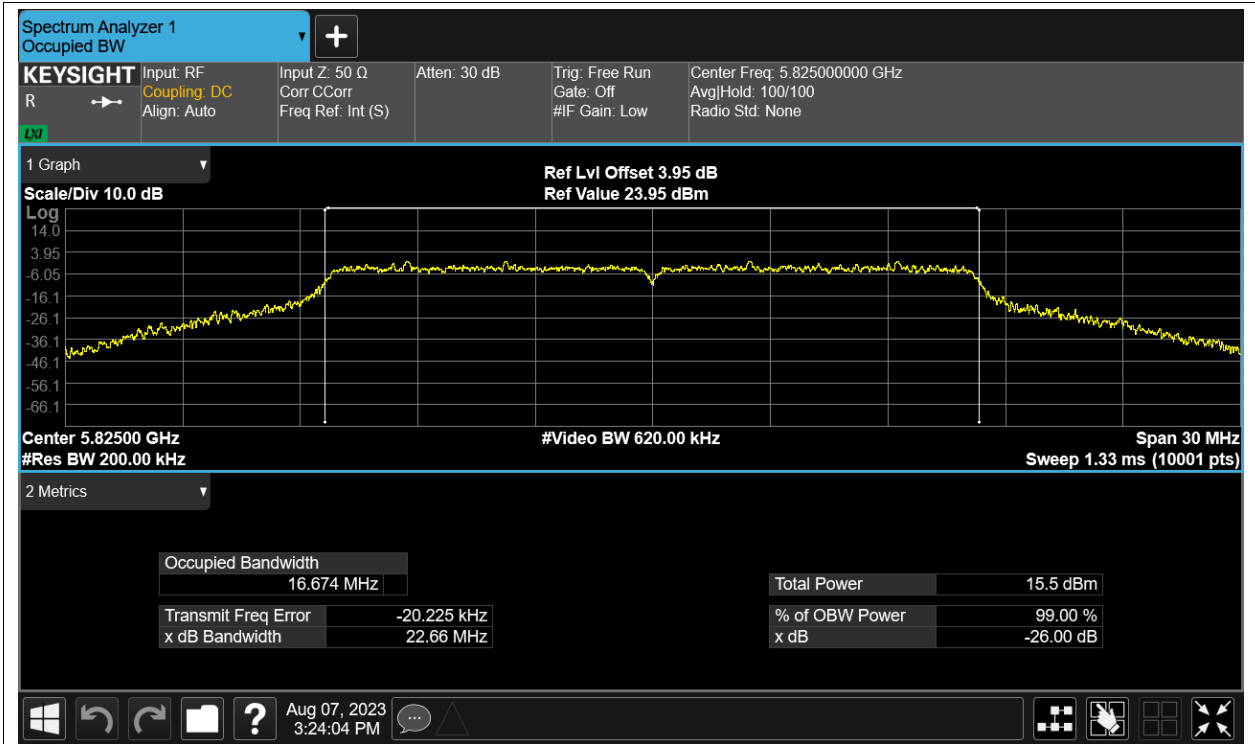 Spectrum Analyzer 1
Occupied BW
KEYSIGHT
R
LXI
Input: RF
Coupling: DC
Align: Auto
Input Z: 50 Ω
Corr CCorr
Freq Ref: Int (S)
Atten: 30 dB
Trig: Free Run
Gate: Off
#IF Gain: Low
Center Freq: 5.825000000 GHz
Avg|Hold: 100/100
Radio Std: None
1 Graph
Scale/Div 10.0 dB
Ref Lvl Offset 3.95 dB
Ref Value 23.95 dBm
Log
14.0
3.95
-6.05
-16.1
-26.1
-36.1
-46.1
-56.1
-66.1
Center 5.82500 GHz
#Video BW 620.00 kHz
Span 30 MHz
#Res BW 200.00 kHz
Sweep 1.33 ms (10001 pts)
2 Metrics
Occupied Bandwidth
16.674 MHz
Total Power 15.5 dBm
Transmit Freq Error -20.225 kHz
% of OBW Power 99.00 %
x dB Bandwidth 22.66 MHz
x dB -26.00 dB
?
Aug 07, 2023
3:24:04 PM